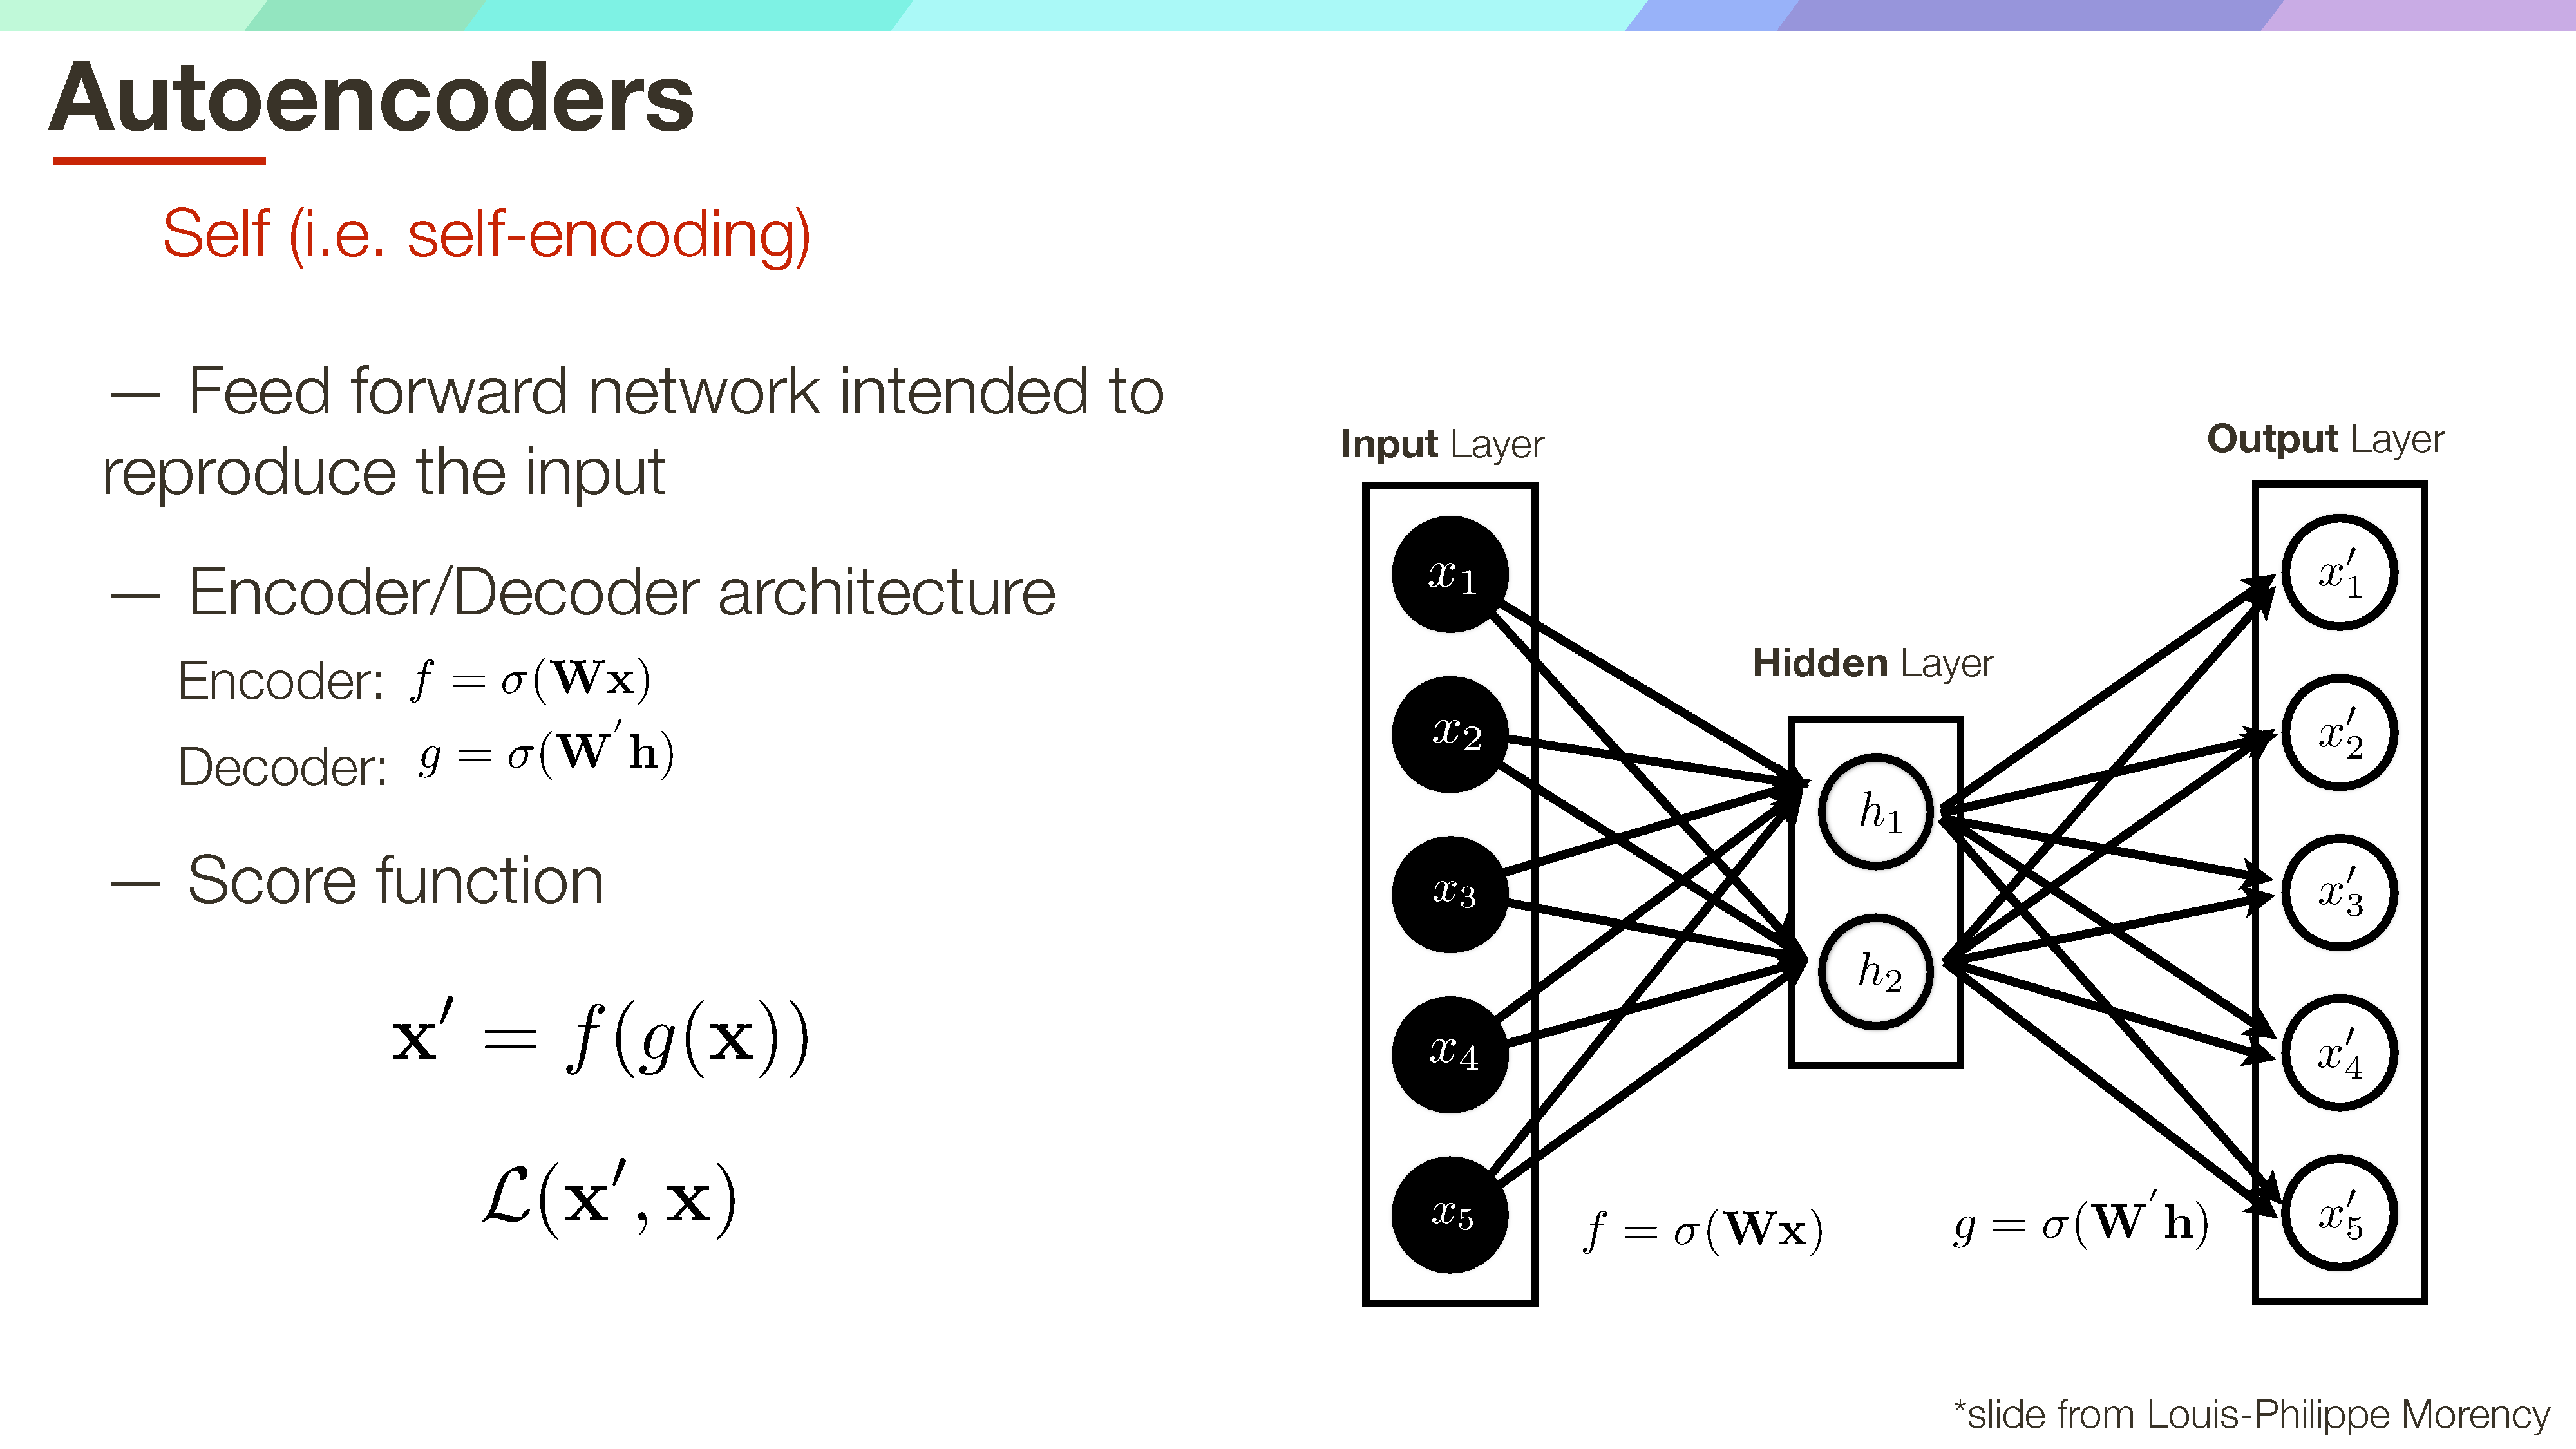 Autoencoders
Self (i.e. self-encoding)
— Feed forward network intended to
reproduce the input
— Encoder/Decoder architecture
Encoder: f = σ(Wx)
Decoder: g = σ(W′h)
— Score function
x′ = f(g(x))
ℒ(x′, x)
Input Layer
Hidden Layer
Output Layer
x₁
x₂
x₃
x₄
x₅
h₁
h₂
x′₁
x′₂
x′₃
x′₄
x′₅
f = σ(Wx)
g = σ(W′h)
*slide from Louis-Philippe Morency